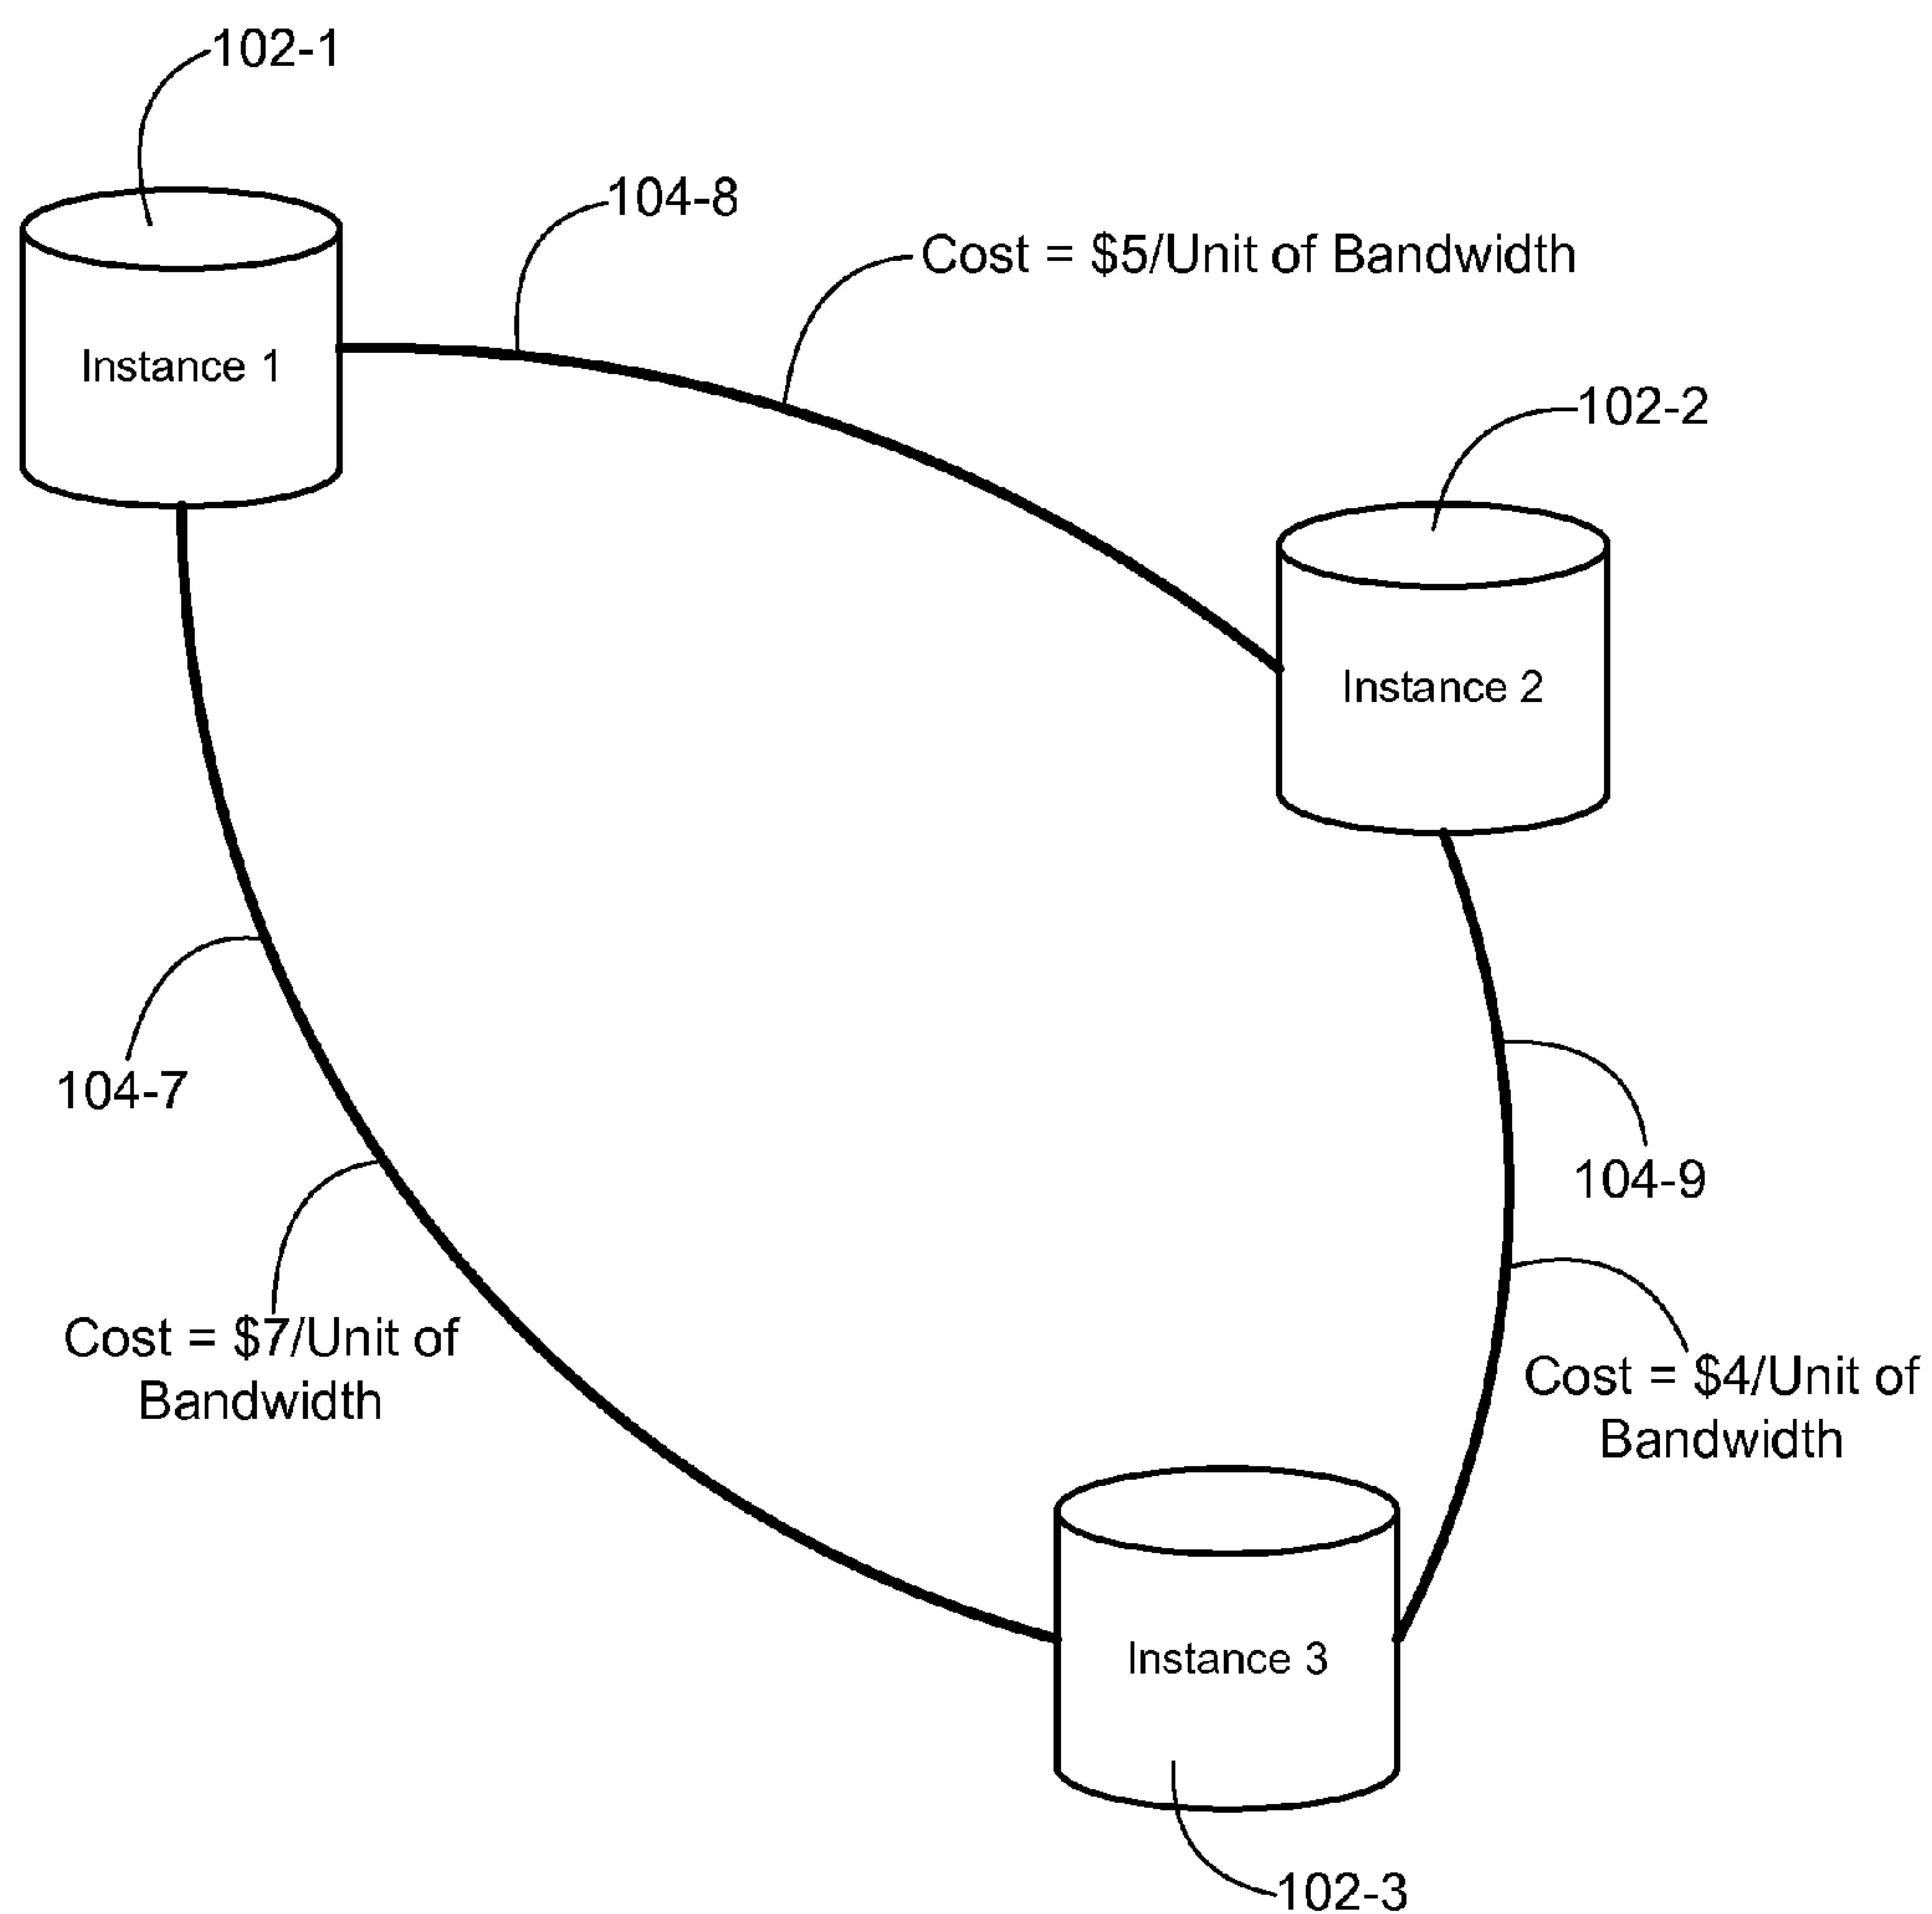 102-1
104-8
Cost = $5/Unit of Bandwidth
Instance 1
102-2
Instance 2
104-7
104-9
Cost = $7/Unit of
Bandwidth
Cost = $4/Unit of
Bandwidth
Instance 3
102-3